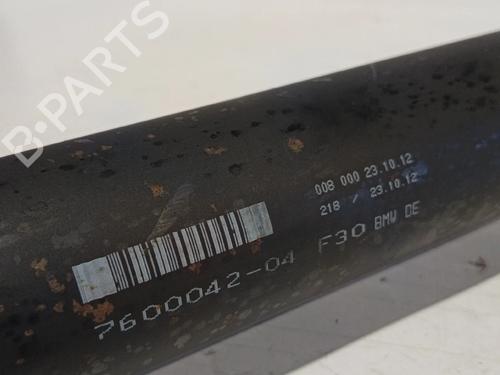 B-PARTS
008 000 23.10.12
218 / 23.10.12
7600042-04 F30 BMW DE